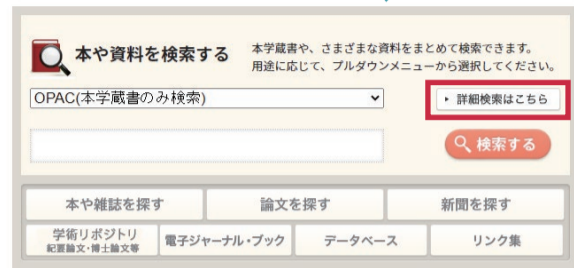 本や資料を検索する
本学蔵書や、さまざまな資料をまとめて検索できます。
用途に応じて、プルダウンメニューから選択してください。
OPAC(本学蔵書のみ検索)
詳細検索はこちら
検索する
本や雑誌を探す
論文を探す
新聞を探す
学術リポジトリ
紀要論文・博士論文等
電子ジャーナル・ブック
データベース
リンク集